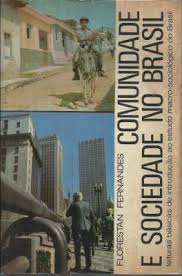 FLORESTAN FERNANDES
COMUNIDADE
E SOCIEDADE NO BRASIL
leituras básicas de introdução ao estudo macro-sociológico do Brasil